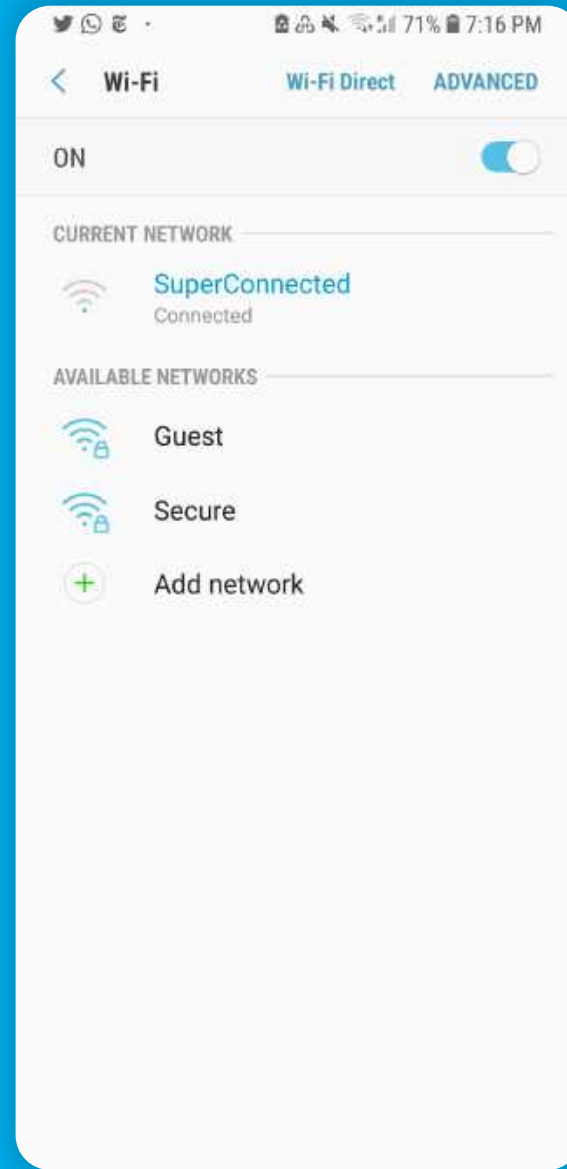 71% 7:16 PM
Wi-Fi Wi-Fi Direct ADVANCED
ON
CURRENT NETWORK
SuperConnected
Connected
AVAILABLE NETWORKS
Guest
Secure
Add network